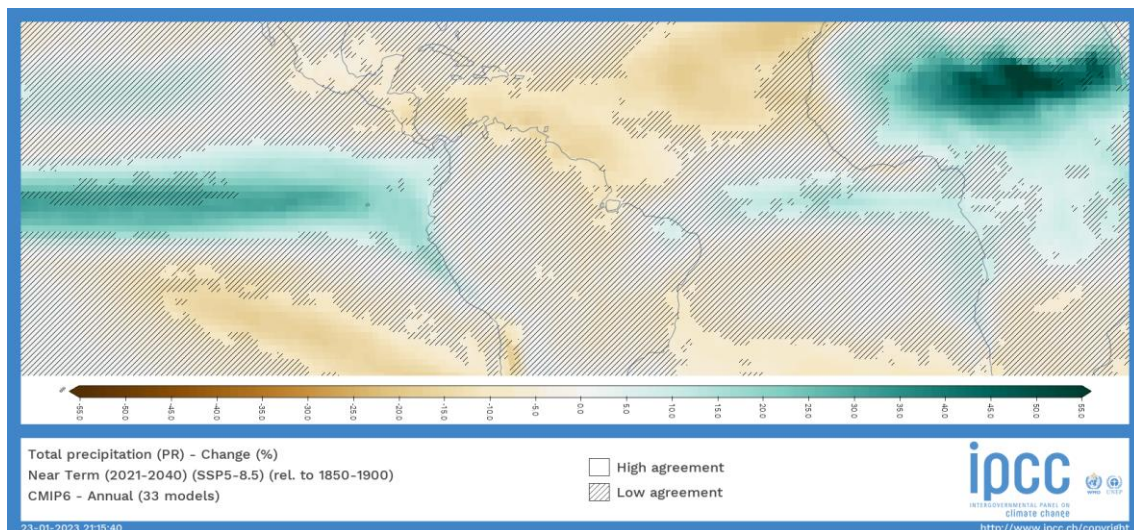 %
-55.0 -50.0 -45.0 -40.0 -35.0 -30.0 -25.0 -20.0 -15.0 -10.0 -5.0 0.0 5.0 10.0 15.0 20.0 25.0 30.0 35.0 40.0 45.0 50.0 55.0
Total precipitation (PR) - Change (%)
Near Term (2021-2040) (SSP5-8.5) (rel. to 1850-1900)
CMIP6 - Annual (33 models)
High agreement
Low agreement
ipcc
INTERGOVERNMENTAL PANEL ON
climate change
WMO UNEP
23-01-2023 21:15:40
http://www.ipcc.ch/copyright